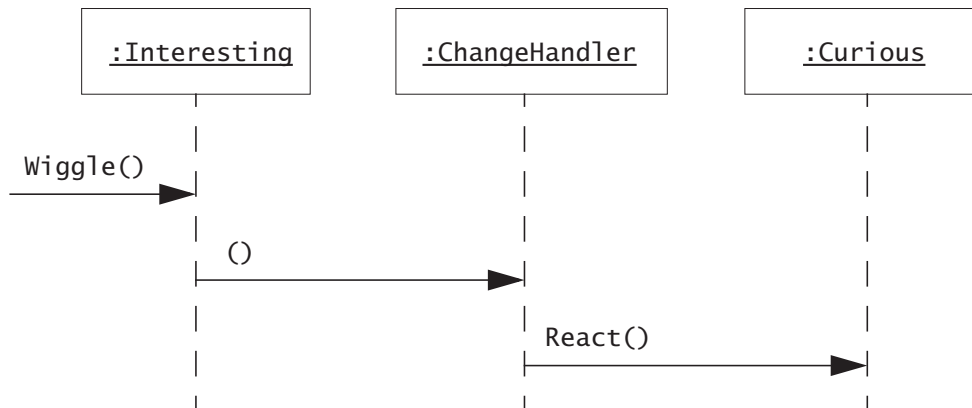 :Interesting
:ChangeHandler
:Curious
Wiggle()
()
React()